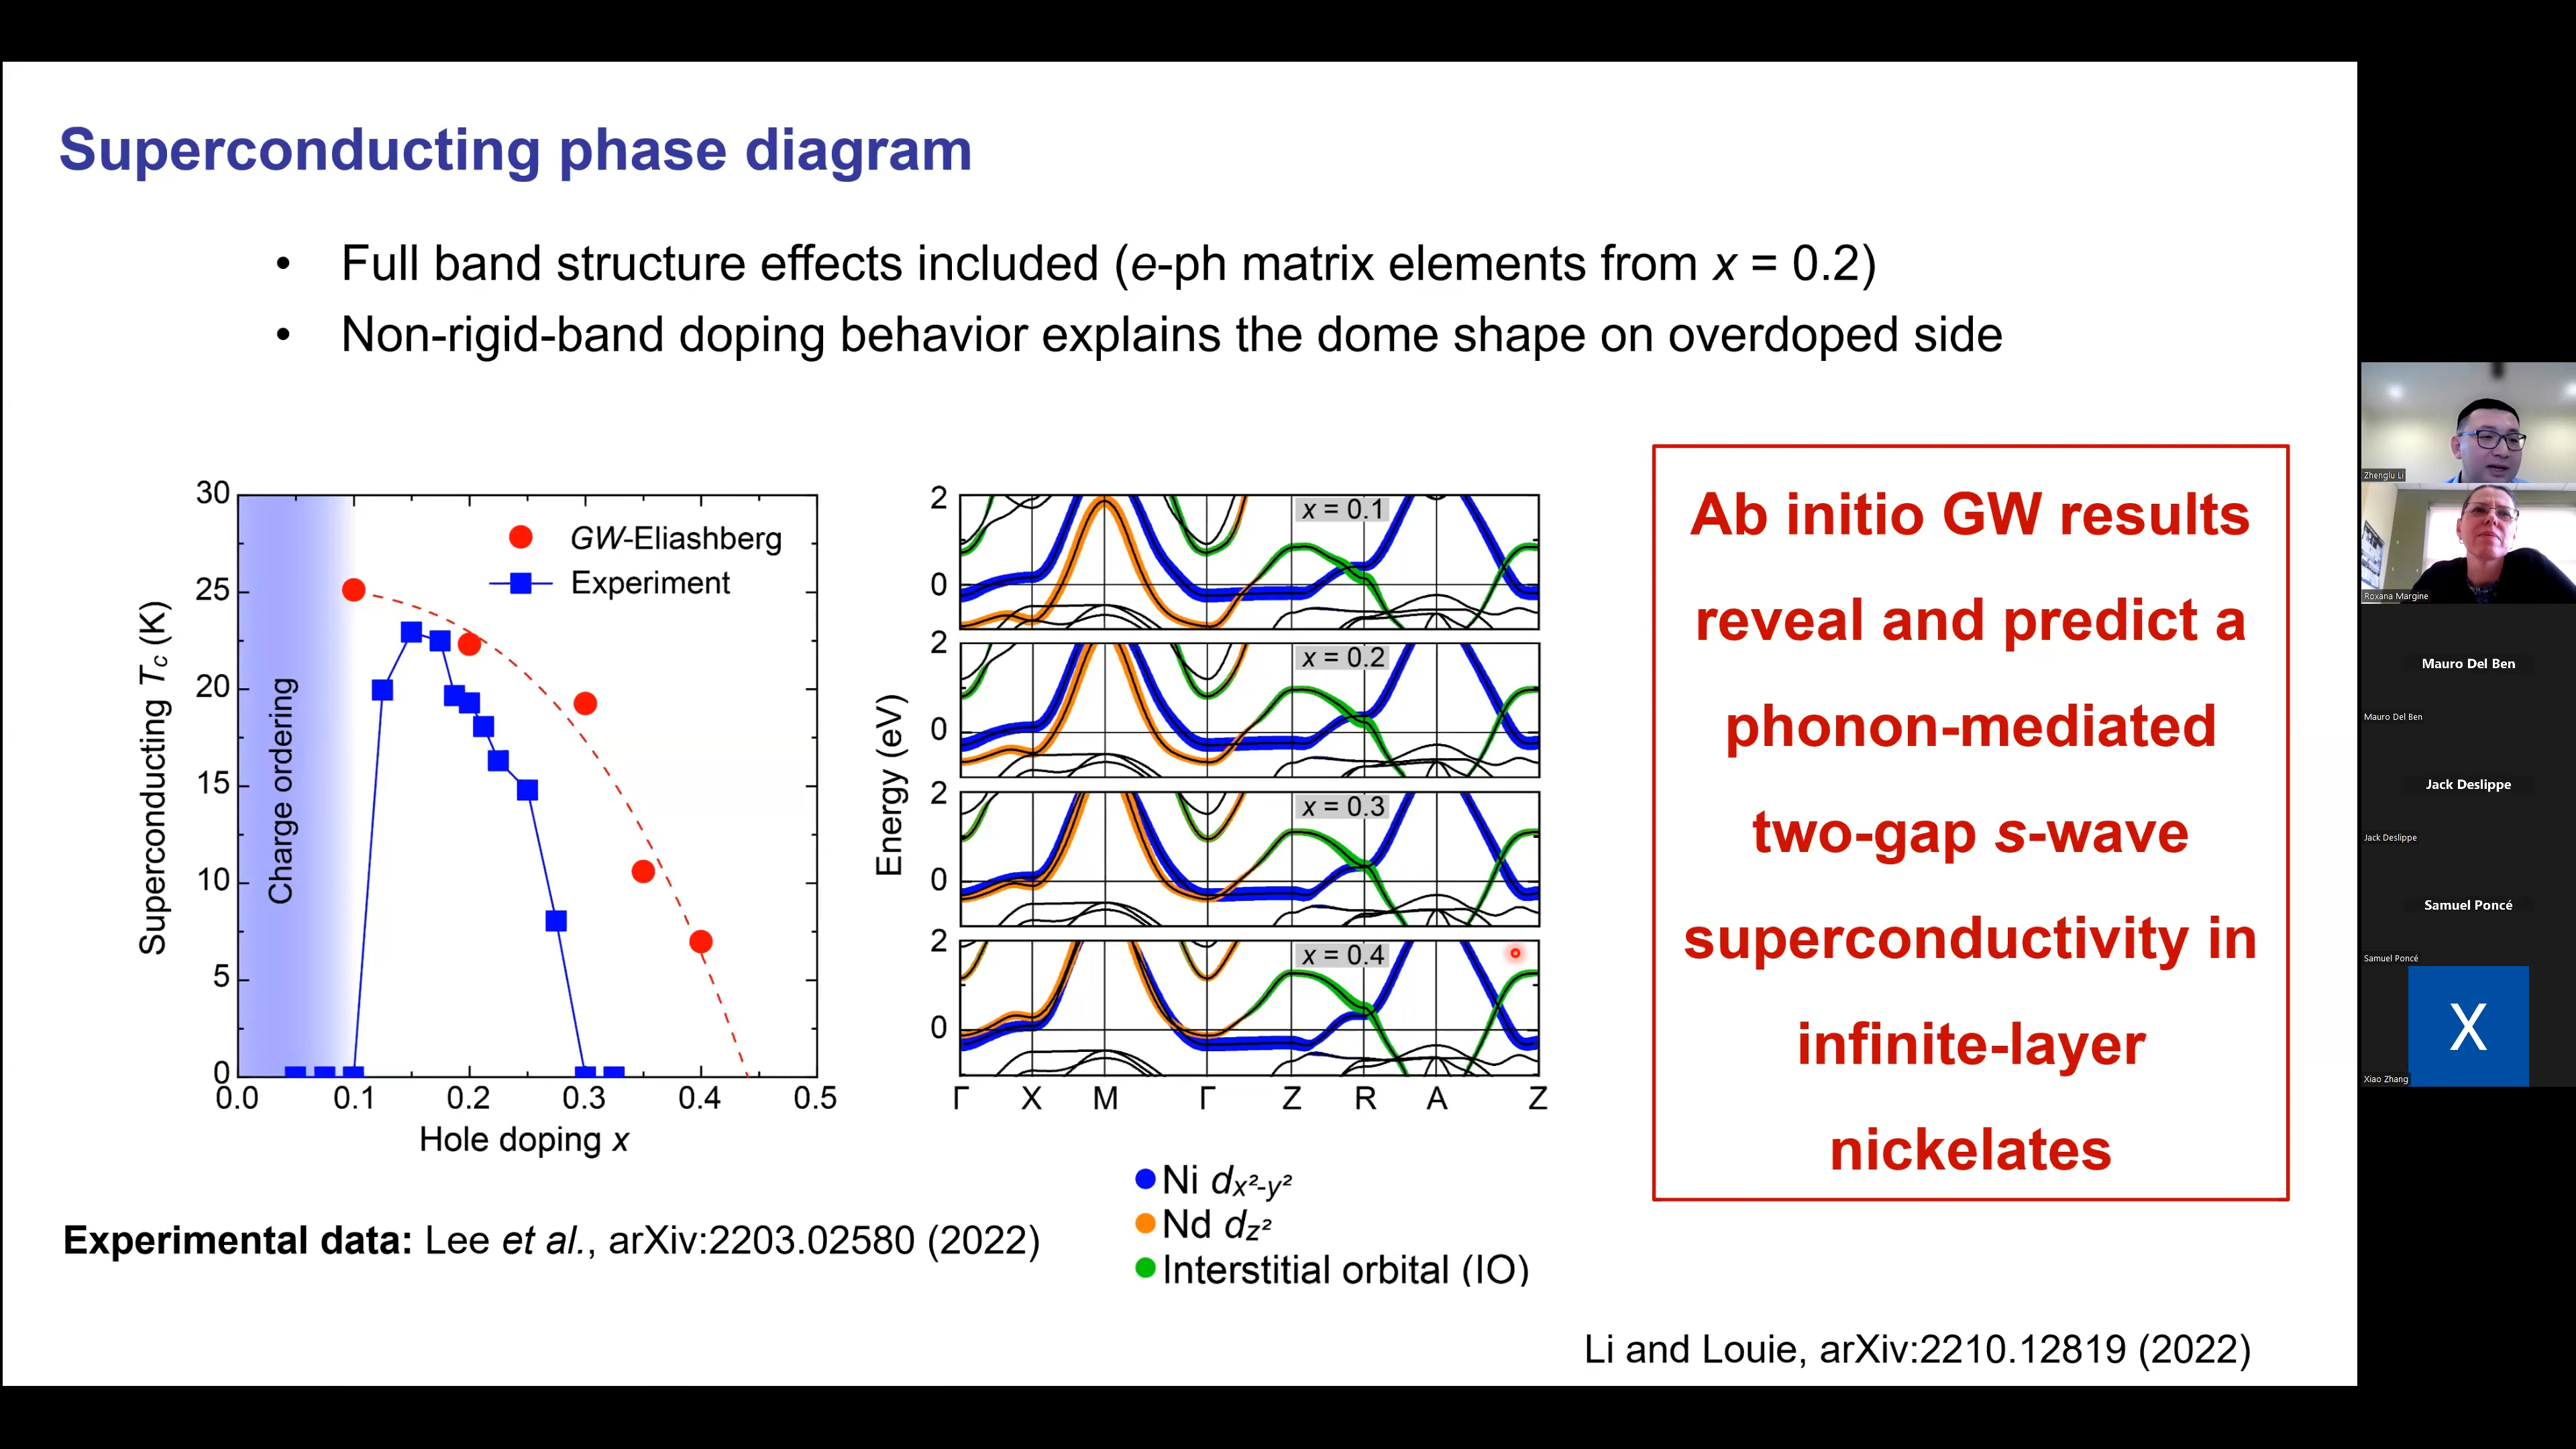 Superconducting phase diagram
• Full band structure effects included (e-ph matrix elements from x = 0.2)
• Non-rigid-band doping behavior explains the dome shape on overdoped side
30
25
20
15
10
5
0
Superconducting Tc (K)
Charge ordering
GW-Eliashberg
Experiment
0.0 0.1 0.2 0.3 0.4 0.5
Hole doping x
Energy (eV)
2
0
x = 0.1
2
0
x = 0.2
2
0
x = 0.3
2
0
x = 0.4
Γ X M Γ Z R A Z
Ni dx²-y²
Nd dz²
Interstitial orbital (IO)
Ab initio GW results
reveal and predict a
phonon-mediated
two-gap s-wave
superconductivity in
infinite-layer
nickelates
Experimental data: Lee et al., arXiv:2203.02580 (2022)
Li and Louie, arXiv:2210.12819 (2022)
Zhenglu Li
Roxana Margine
Mauro Del Ben
Mauro Del Ben
Jack Deslippe
Jack Deslippe
Samuel Poncé
Samuel Poncé
X
Xiao Zhang